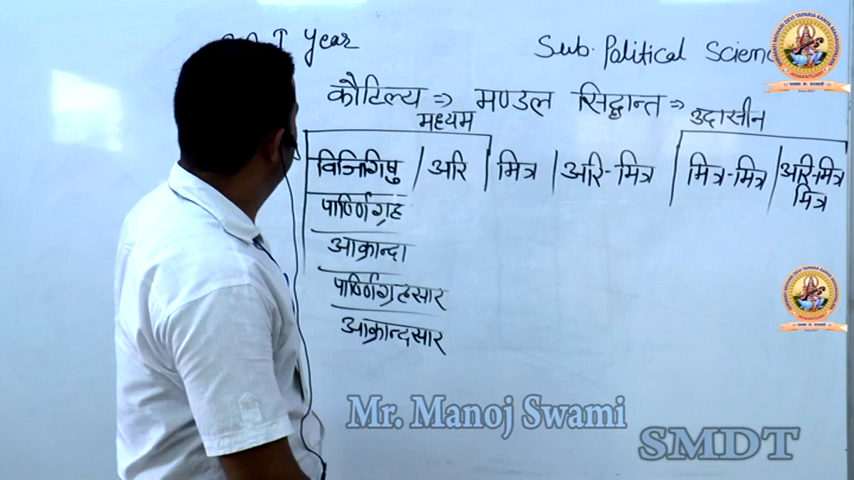 I Year
Sub. Political Scien
कौटिल्य => मण्डल सिद्धान्त =>
मध्यम
उदासीन
विजिगिषु / अरि मित्र / अरि-मित्र मित्र-मित्र / अरि-मित्र
मित्र
पार्ष्णिग्रह
आक्रान्दा
पार्ष्णिग्रहसार
आक्रान्दसार
Mr. Manoj Swami
SMDT